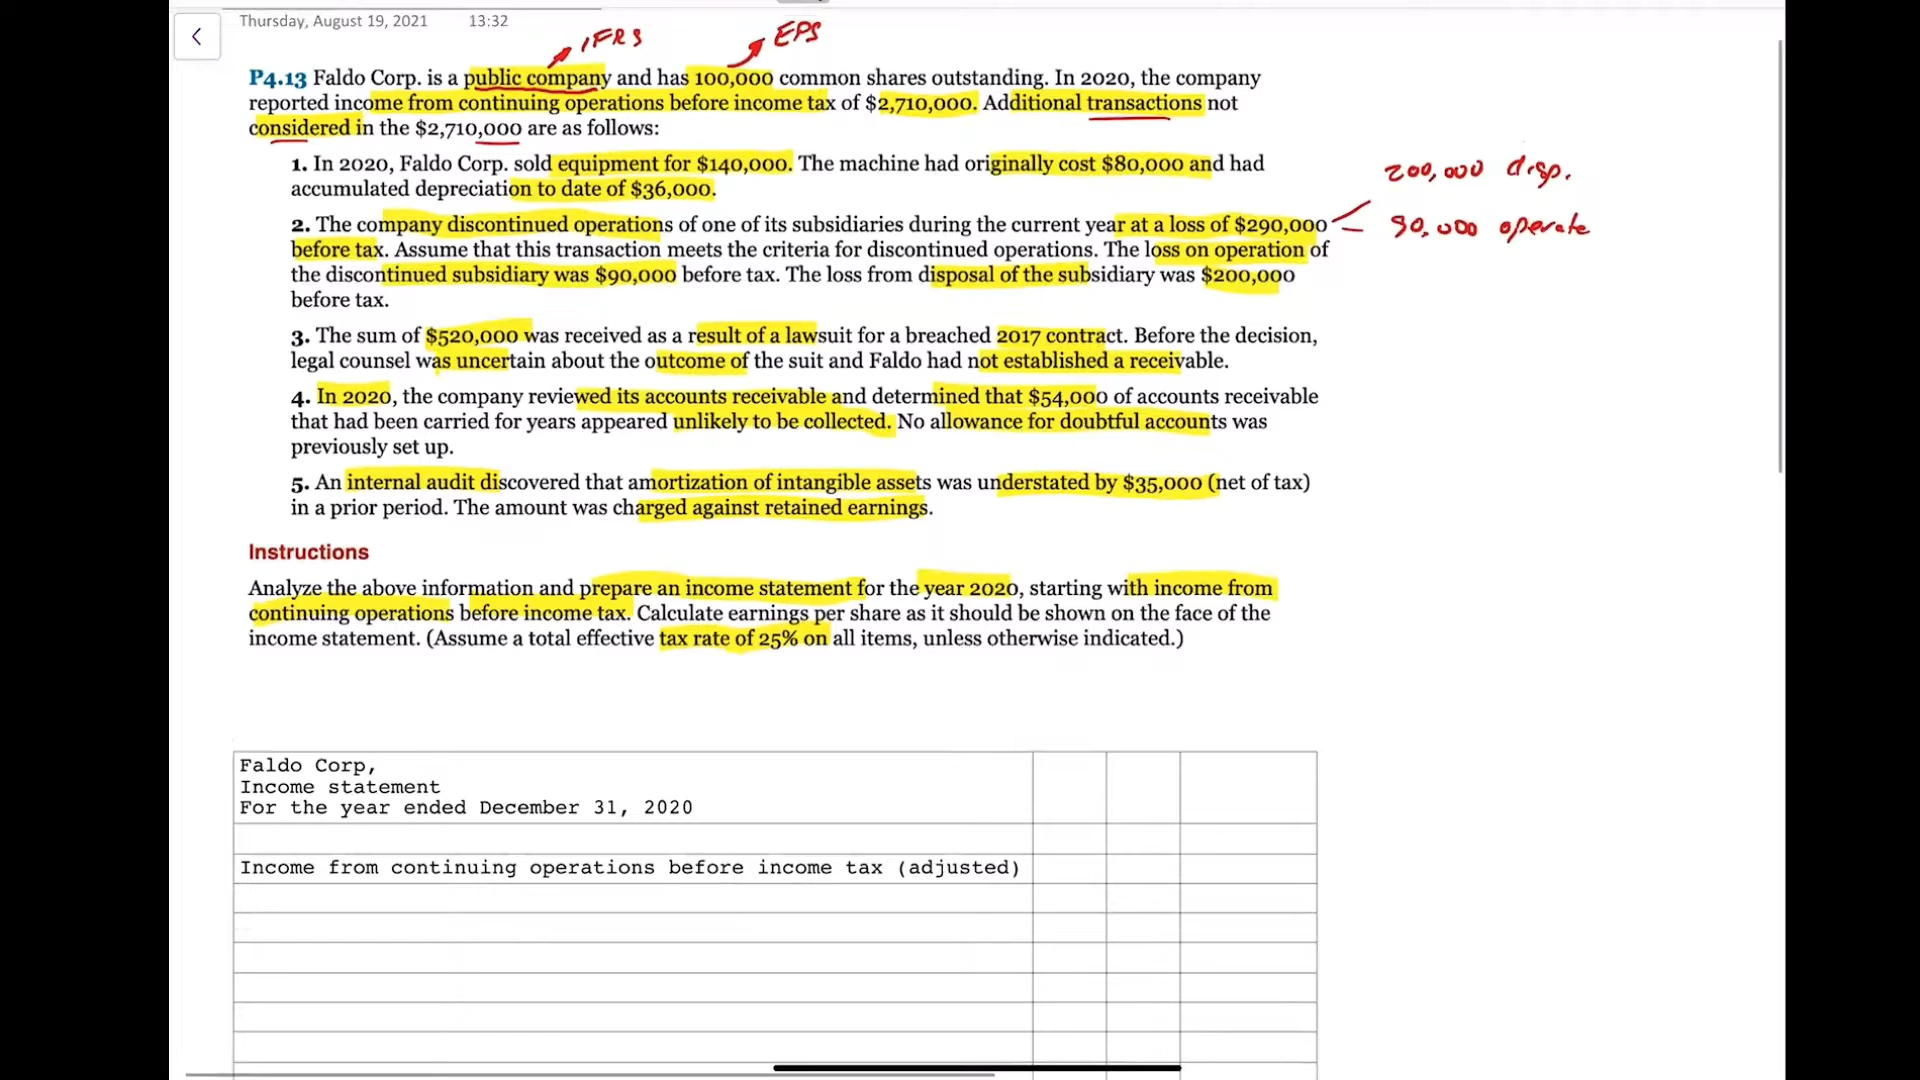 Thursday, August 19, 2021 13:32
IFRS
EPS
P4.13 Faldo Corp. is a public company and has 100,000 common shares outstanding. In 2020, the company
reported income from continuing operations before income tax of $2,710,000. Additional transactions not
considered in the $2,710,000 are as follows:
1. In 2020, Faldo Corp. sold equipment for $140,000. The machine had originally cost $80,000 and had
accumulated depreciation to date of $36,000.
200,000 disp.
2. The company discontinued operations of one of its subsidiaries during the current year at a loss of $290,000
90,000 operate
before tax. Assume that this transaction meets the criteria for discontinued operations. The loss on operation of
the discontinued subsidiary was $90,000 before tax. The loss from disposal of the subsidiary was $200,000
before tax.
3. The sum of $520,000 was received as a result of a lawsuit for a breached 2017 contract. Before the decision,
legal counsel was uncertain about the outcome of the suit and Faldo had not established a receivable.
4. In 2020, the company reviewed its accounts receivable and determined that $54,000 of accounts receivable
that had been carried for years appeared unlikely to be collected. No allowance for doubtful accounts was
previously set up.
5. An internal audit discovered that amortization of intangible assets was understated by $35,000 (net of tax)
in a prior period. The amount was charged against retained earnings.
Instructions
Analyze the above information and prepare an income statement for the year 2020, starting with income from
continuing operations before income tax. Calculate earnings per share as it should be shown on the face of the
income statement. (Assume a total effective tax rate of 25% on all items, unless otherwise indicated.)
Faldo Corp,
Income statement
For the year ended December 31, 2020
Income from continuing operations before income tax (adjusted)